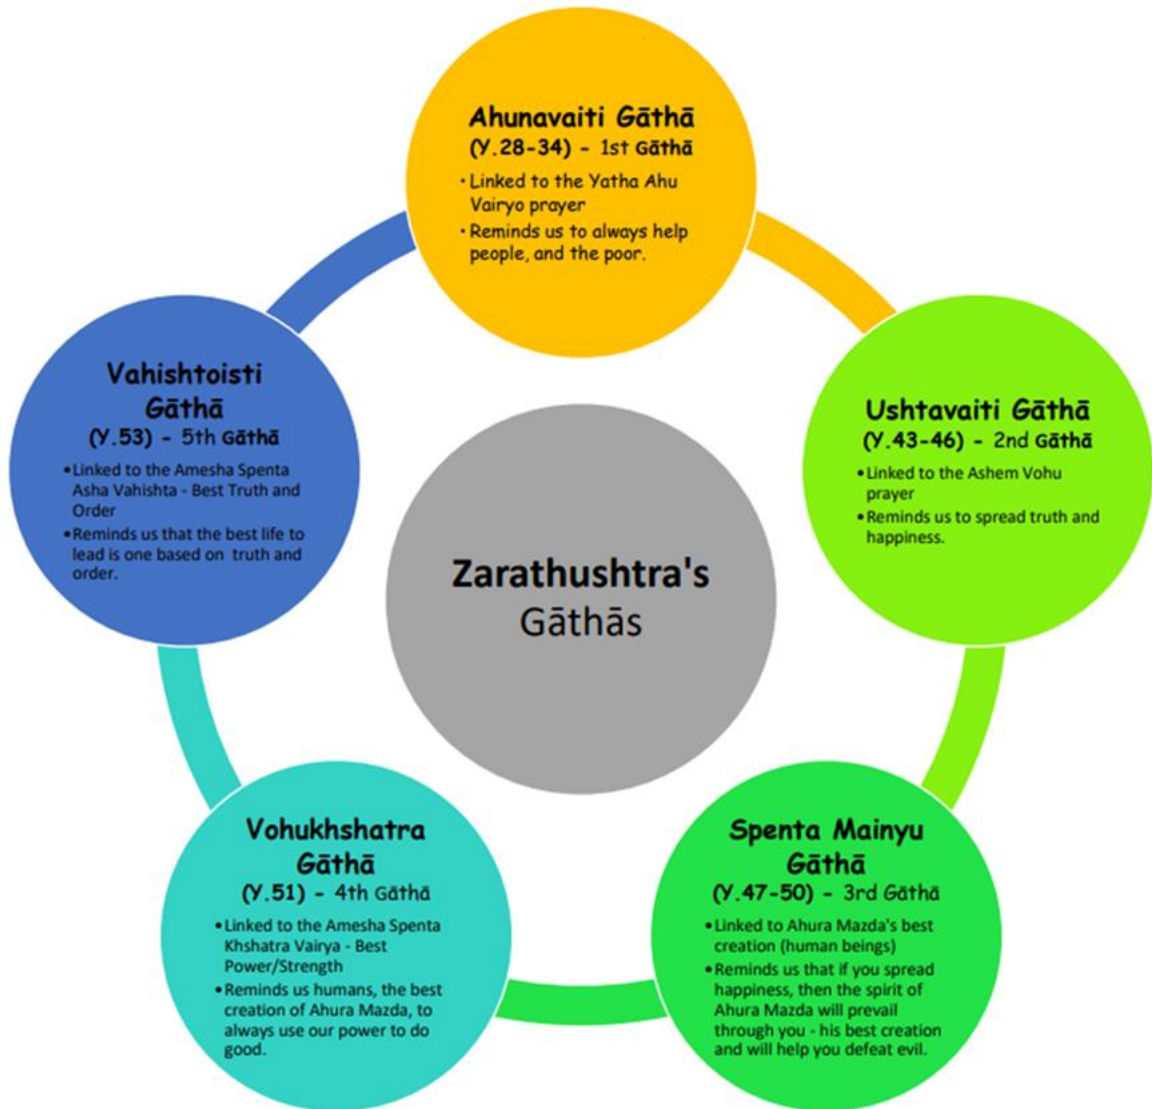 Ahunavaiti Gāthā
(Y.28-34) - 1st Gāthā
• Linked to the Yatha Ahu
Vairyo prayer
• Reminds us to always help
people, and the poor.
Ushtavaiti Gāthā
(Y.43-46) - 2nd Gāthā
• Linked to the Ashem Vohu
prayer
• Reminds us to spread truth and
happiness.
Spenta Mainyu
Gāthā
(Y.47-50) - 3rd Gāthā
• Linked to Ahura Mazda's best
creation (human beings)
• Reminds us that if you spread
happiness, then the spirit of
Ahura Mazda will prevail
through you - his best creation
and will help you defeat evil.
Vohukhshatra
Gāthā
(Y.51) - 4th Gāthā
• Linked to the Amesha Spenta
Khshatra Vairya - Best
Power/Strength
• Reminds us humans, the best
creation of Ahura Mazda, to
always use our power to do
good.
Vahishtoisti
Gāthā
(Y.53) - 5th Gāthā
• Linked to the Amesha Spenta
Asha Vahishta - Best Truth and
Order
• Reminds us that the best life to
lead is one based on truth and
order.
Zarathushtra's
Gāthās